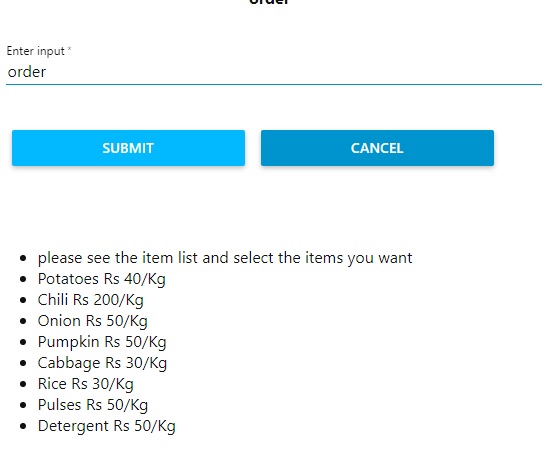 order
Enter input *
order
SUBMIT
CANCEL
please see the item list and select the items you want
Potatoes Rs 40/Kg
Chili Rs 200/Kg
Onion Rs 50/Kg
Pumpkin Rs 50/Kg
Cabbage Rs 30/Kg
Rice Rs 30/Kg
Pulses Rs 50/Kg
Detergent Rs 50/Kg